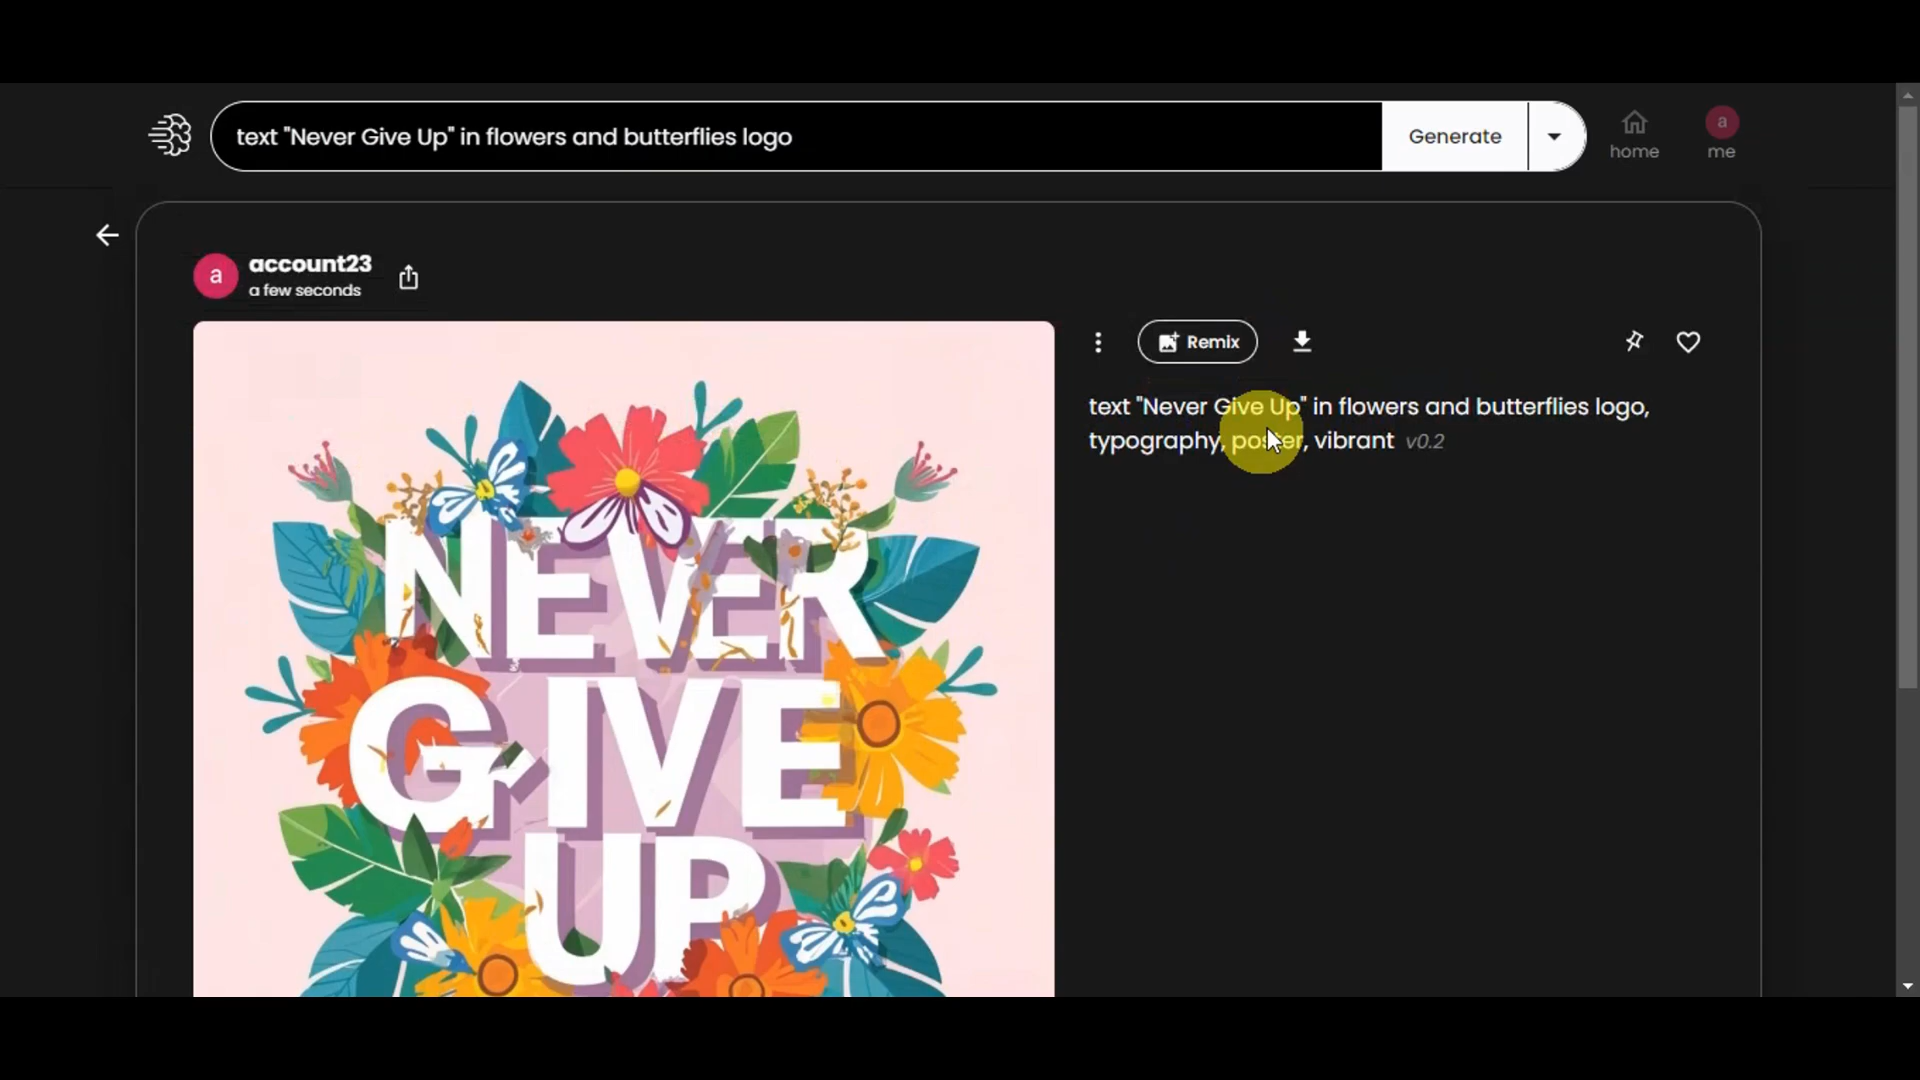 text "Never Give Up" in flowers and butterflies logo
Generate
home
a
me
a
account23
a few seconds
Remix
text "Never Give Up" in flowers and butterflies logo,
typography, poster, vibrant v0.2
NEVER
GIVE
UP